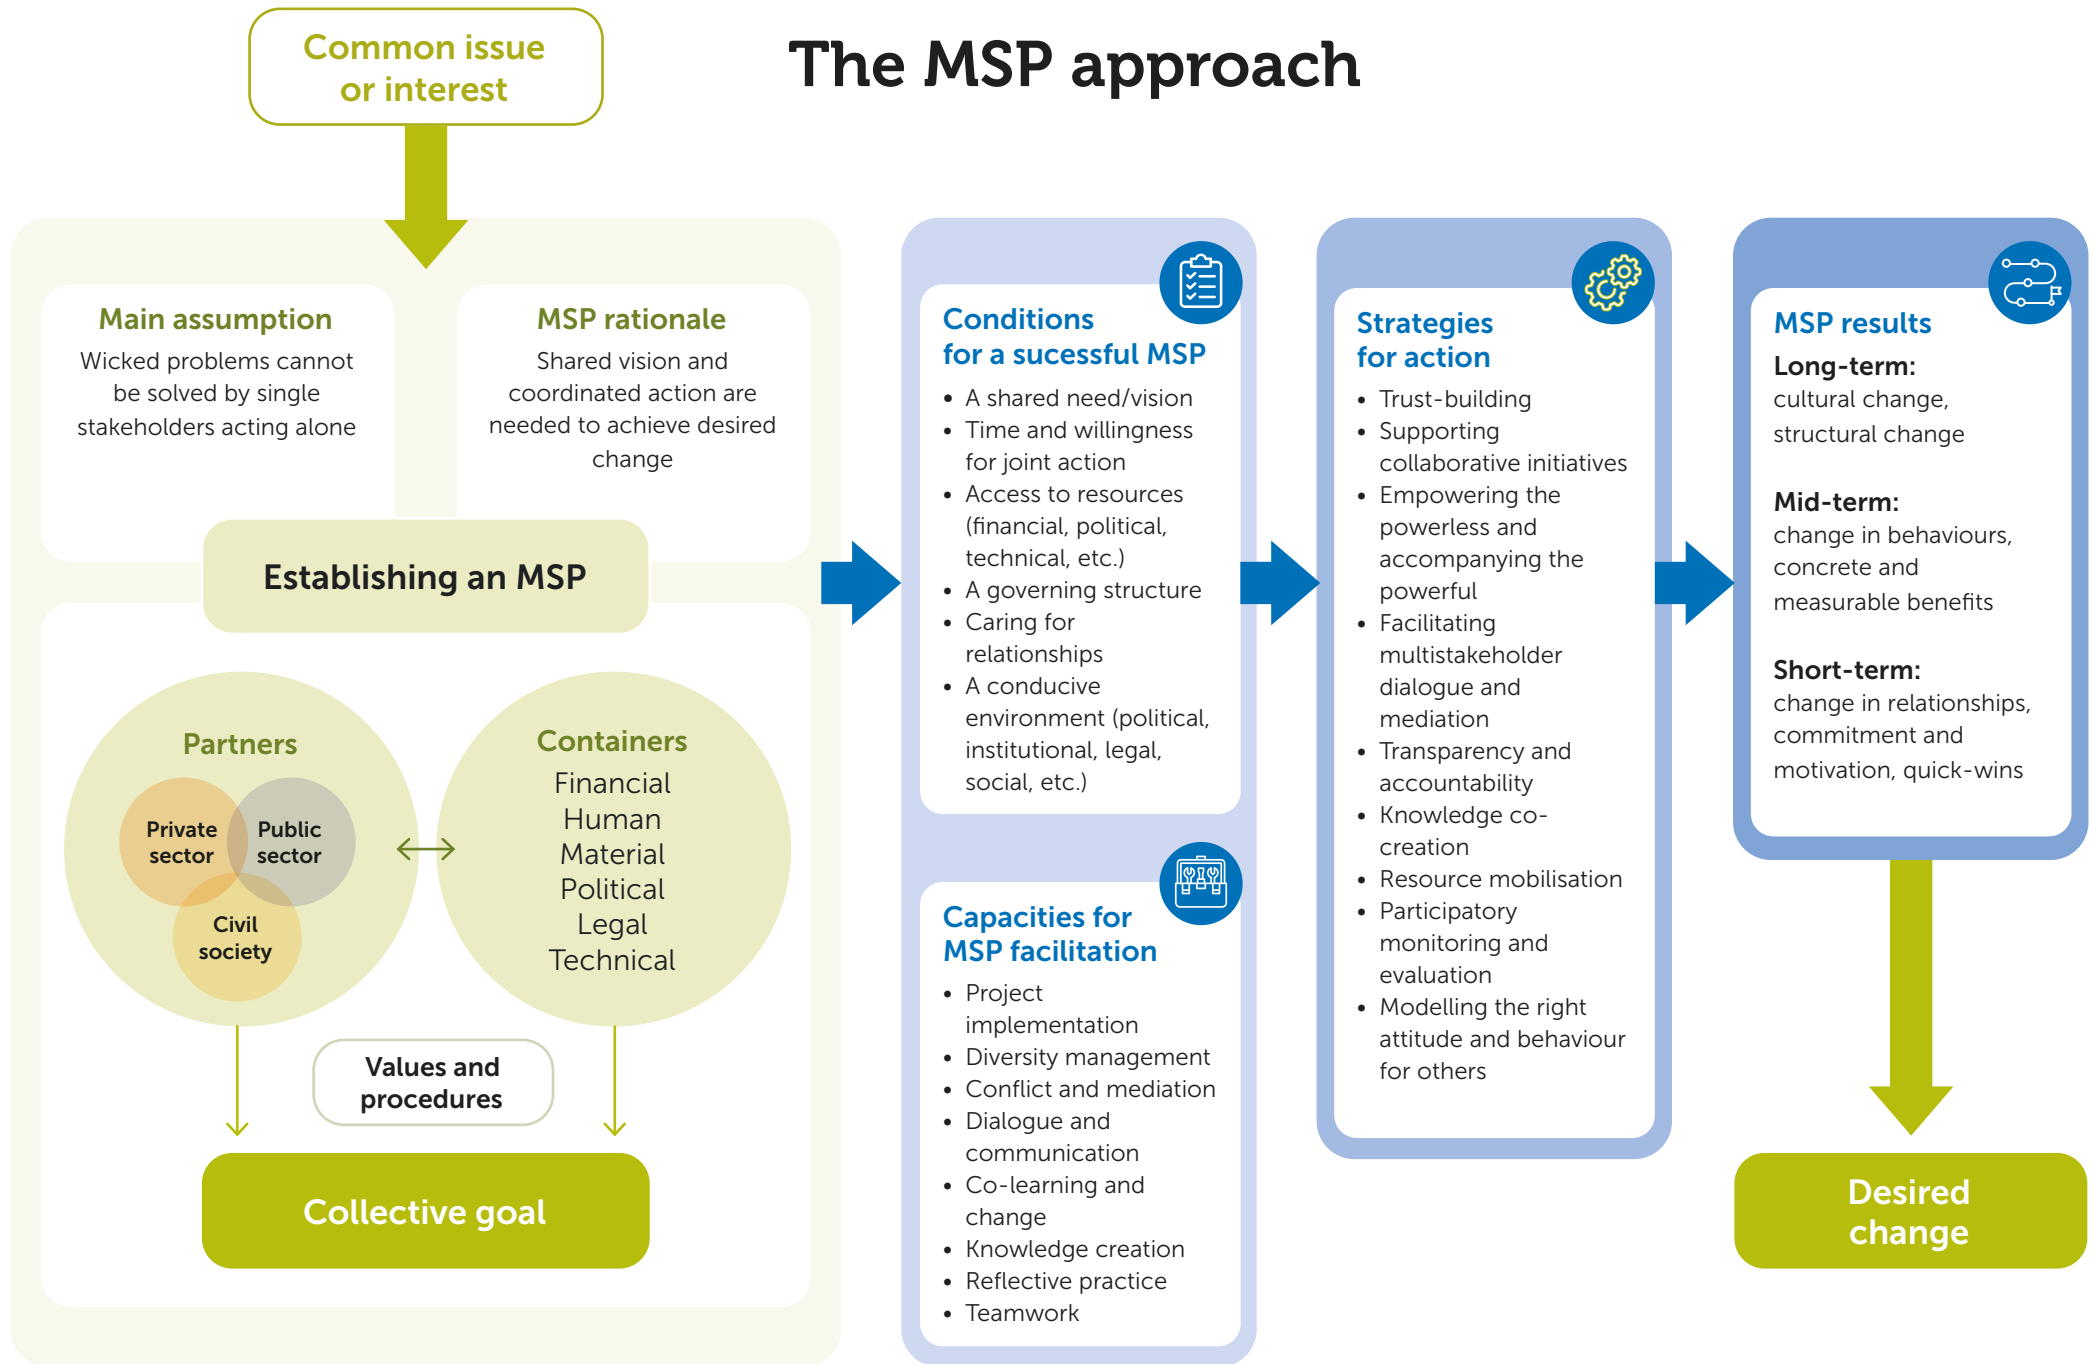 The MSP approach
Common issue
or interest
Main assumption
Wicked problems cannot
be solved by single
stakeholders acting alone
MSP rationale
Shared vision and
coordinated action are
needed to achieve desired
change
Establishing an MSP
Partners
Private
sector
Public
sector
Civil
society
Containers
Financial
Human
Material
Political
Legal
Technical
Values and
procedures
Collective goal
Conditions
for a sucessful MSP
• A shared need/vision
• Time and willingness
for joint action
• Access to resources
(financial, political,
technical, etc.)
• A governing structure
• Caring for
relationships
• A conducive
environment (political,
institutional, legal,
social, etc.)
Capacities for
MSP facilitation
• Project
implementation
• Diversity management
• Conflict and mediation
• Dialogue and
communication
• Co-learning and
change
• Knowledge creation
• Reflective practice
• Teamwork
Strategies
for action
• Trust-building
• Supporting
collaborative initiatives
• Empowering the
powerless and
accompanying the
powerful
• Facilitating
multistakeholder
dialogue and
mediation
• Transparency and
accountability
• Knowledge co-
creation
• Resource mobilisation
• Participatory
monitoring and
evaluation
• Modelling the right
attitude and behaviour
for others
MSP results
Long-term:
cultural change,
structural change
Mid-term:
change in behaviours,
concrete and
measurable benefits
Short-term:
change in relationships,
commitment and
motivation, quick-wins
Desired
change